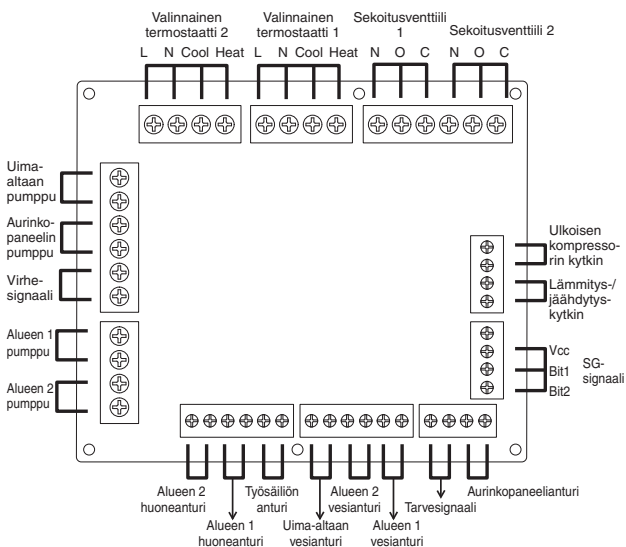 Valinnainen
termostaatti 2
Valinnainen
termostaatti 1
Sekoitusventtiili
1
Sekoitusventtiili 2
L N Cool Heat L N Cool Heat N O C N O C
Uima-
altaan
pumppu
Aurinko-
paneelin
pumppu
Virhe-
signaali
Alueen 1
pumppu
Alueen 2
pumppu
Ulkoisen
kompresso-
rin kytkin
Lämmitys-/
jäähdytys-
kytkin
Vcc
Bit1
Bit2
SG-
signaali
Alueen 2
huoneanturi
Alueen 1
huoneanturi
Työsäiliön
anturi
Uima-altaan
vesianturi
Alueen 2
vesianturi
Alueen 1
vesianturi
Tarvesignaali
Aurinkopaneelianturi